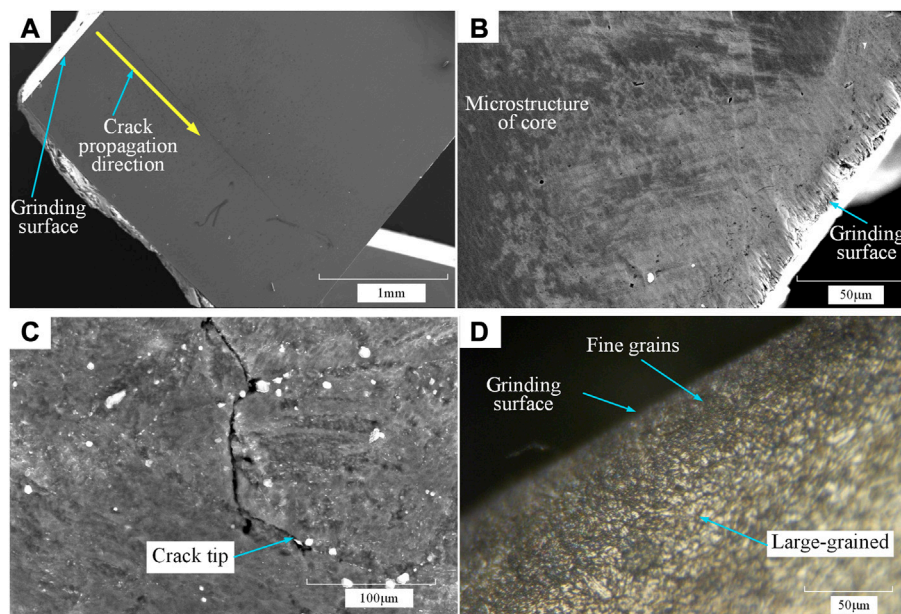 A
Grinding
surface
Crack
propagation
direction
1mm
B
Microstructure
of core
Grinding
surface
50μm
C
Crack tip
100μm
D
Fine grains
Grinding
surface
Large-grained
50μm